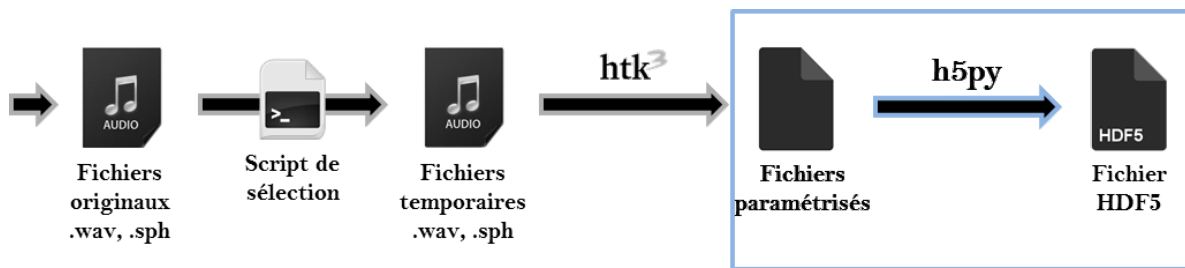 AUDIO
Fichiers
originaux
.wav, .sph
>_
Script de
sélection
AUDIO
Fichiers
temporaires
.wav, .sph
htk3
Fichiers
paramétrisés
h5py
HDF5
Fichier
HDF5